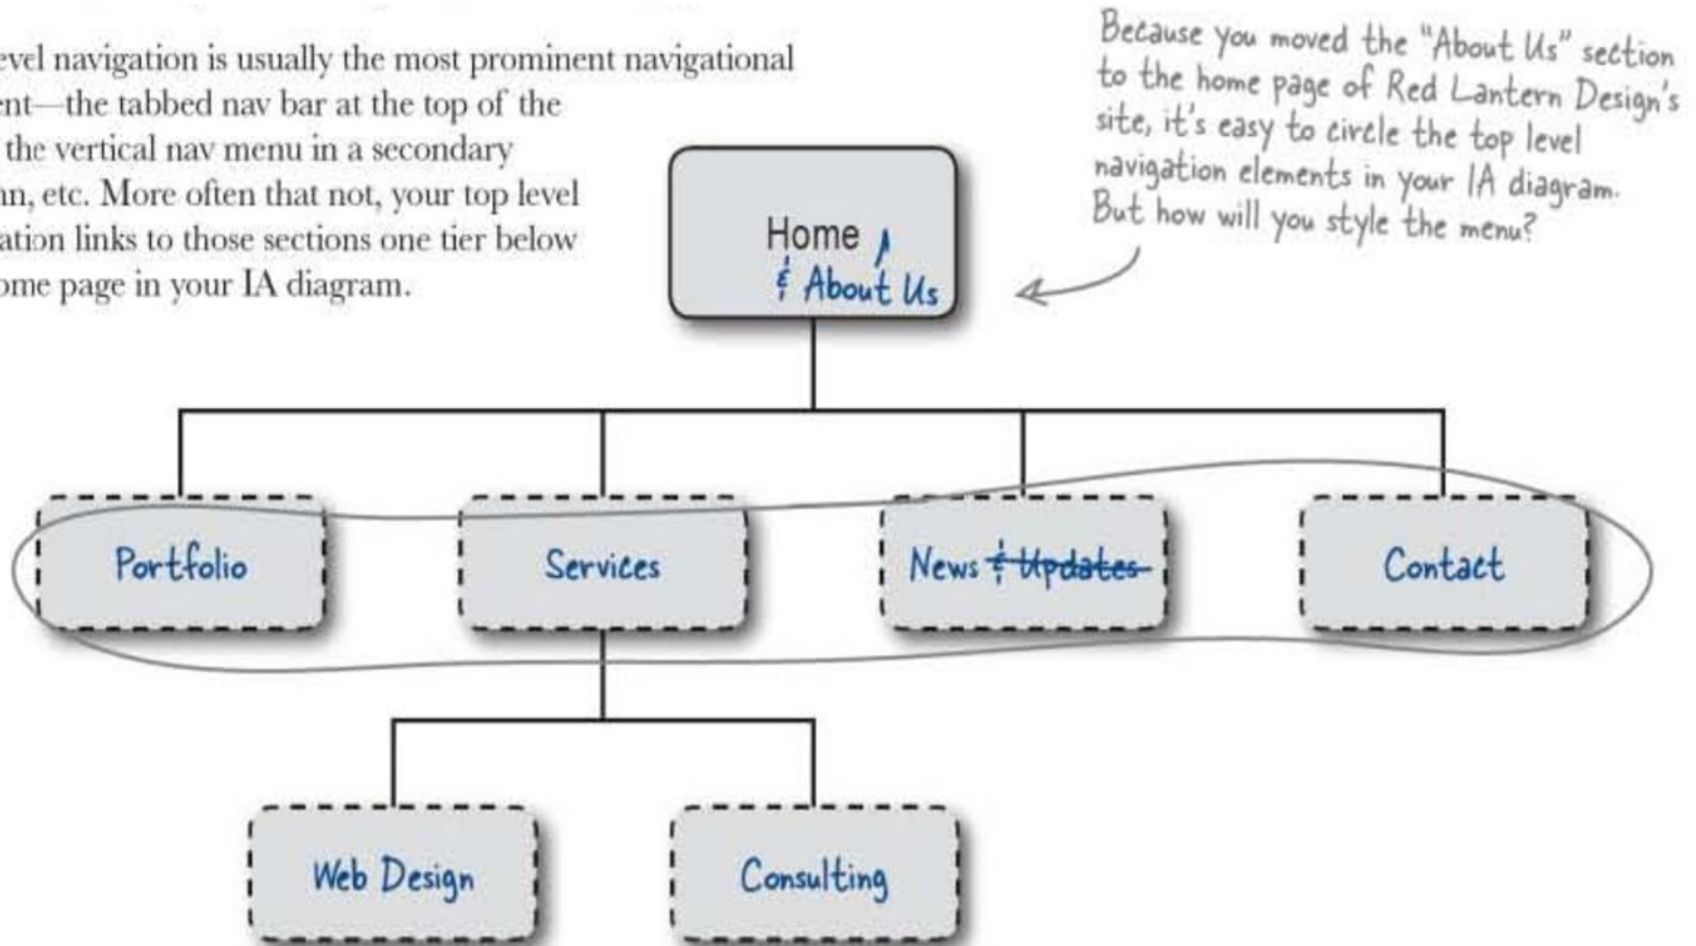 evel navigation is usually the most prominent navigational
ent—the tabbed nav bar at the top of the
the vertical nav menu in a secondary
nn, etc. More often that not, your top level
ation links to those sections one tier below
ome page in your IA diagram.
Because you moved the "About Us" section
to the home page of Red Lantern Design's
site, it's easy to circle the top level
navigation elements in your IA diagram.
But how will you style the menu?
Home
& About Us
Portfolio
Services
News & Updates
Contact
Web Design
Consulting